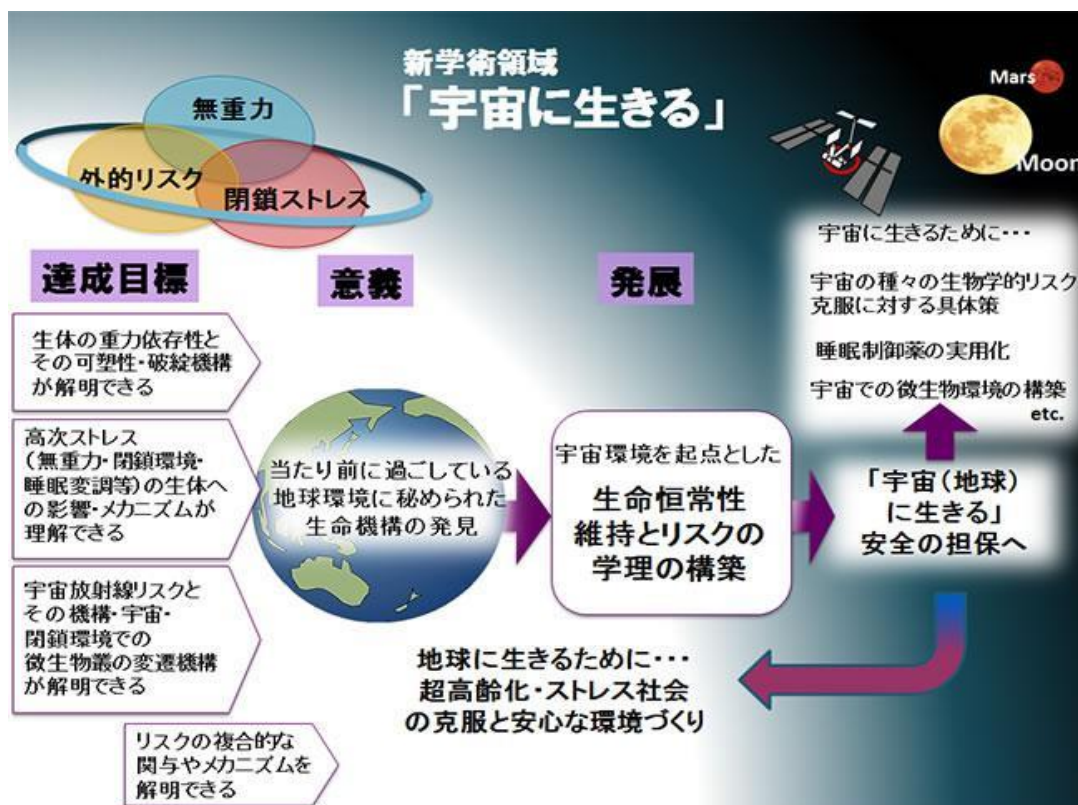 新学術領域
「宇宙に生きる」
無重力
外的リスク
閉鎖ストレス
Mars
Moon
達成目標
意義
発展
生体の重力依存性と
その可塑性・破綻機構
が解明できる
高次ストレス
（無重力・閉鎖環境・
睡眠変調等）の生体へ
の影響・メカニズムが
理解できる
宇宙放射線リスクと
その機構・宇宙・
閉鎖環境での
微生物叢の変遷機構
が解明できる
リスクの複合的な
関与やメカニズムを
解明できる
当たり前に過ごしている
地球環境に秘められた
生命機構の発見
宇宙環境を起点とした
生命恒常性
維持とリスクの
学理の構築
宇宙に生きるために・・・
宇宙の種々の生物学的リスク
克服に対する具体策
睡眠制御薬の実用化
宇宙での微生物環境の構築
etc.
「宇宙（地球）
に生きる」
安全の担保へ
地球に生きるために・・・
超高齢化・ストレス社会
の克服と安心な環境づくり